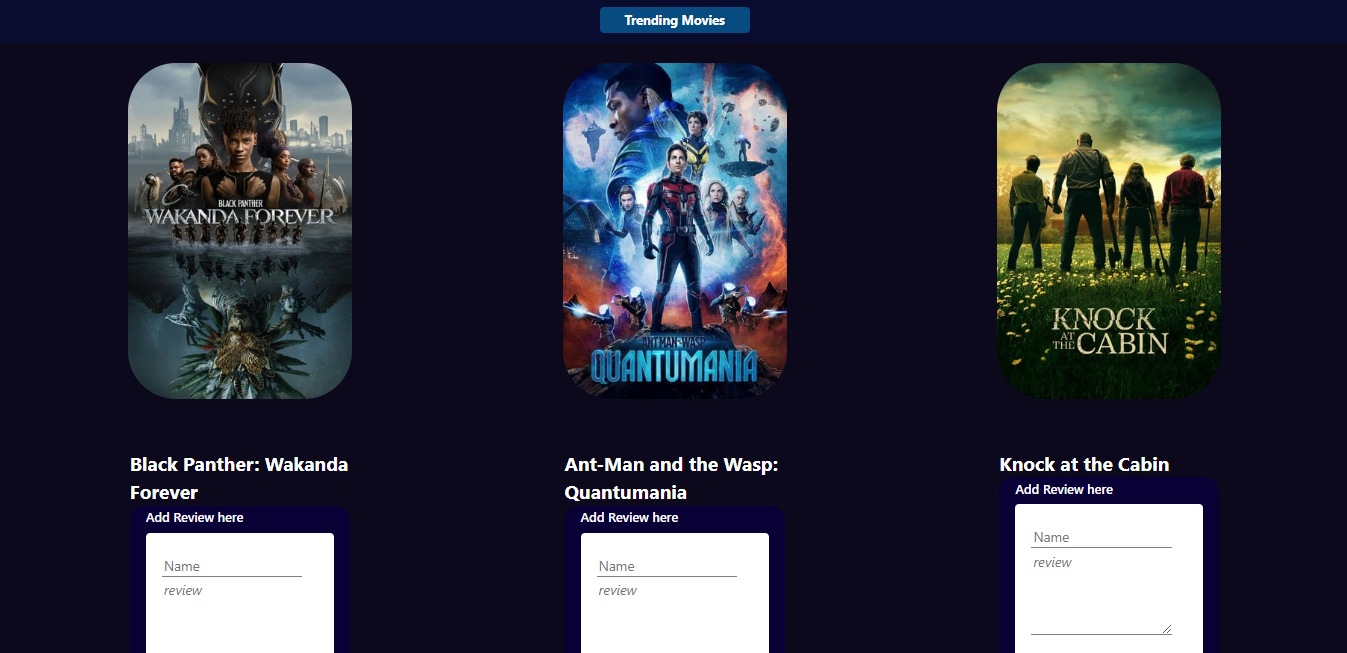 Trending Movies
BLACK PANTHER
WAKANDA FOREVER
ANT-MAN AND THE WASP
QUANTUMANIA
KNOCK
AT THE CABIN
Black Panther: Wakanda
Forever
Add Review here
Name
review
Ant-Man and the Wasp:
Quantumania
Add Review here
Name
review
Knock at the Cabin
Add Review here
Name
review